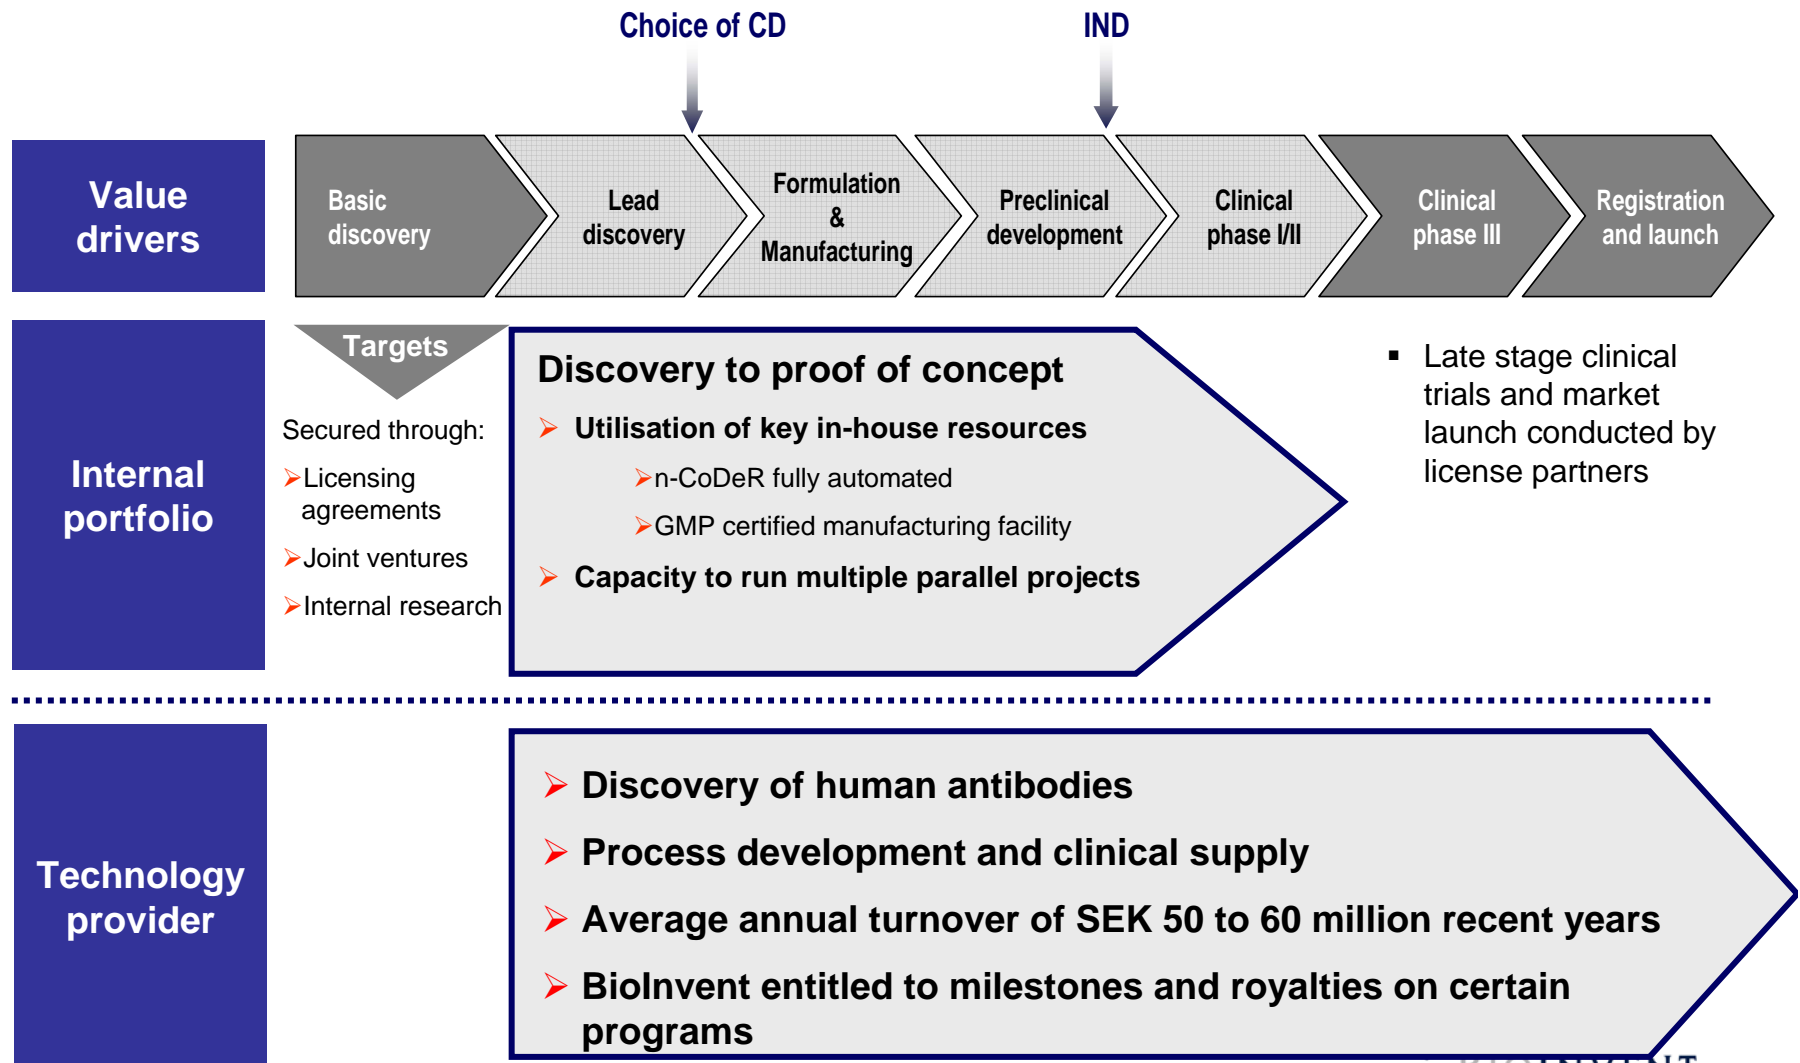 Choice of CD
IND
Value
drivers
Basic
discovery
Lead
discovery
Formulation
&
Manufacturing
Preclinical
development
Clinical
phase I/II
Clinical
phase III
Registration
and launch
Internal
portfolio
Targets
Secured through:
➢Licensing
agreements
➢Joint ventures
➢Internal research
Discovery to proof of concept
➢ Utilisation of key in-house resources
➢n-CoDeR fully automated
➢GMP certified manufacturing facility
➢ Capacity to run multiple parallel projects
▪ Late stage clinical
trials and market
launch conducted by
license partners
Technology
provider
➢ Discovery of human antibodies
➢ Process development and clinical supply
➢ Average annual turnover of SEK 50 to 60 million recent years
➢ BioInvent entitled to milestones and royalties on certain
programs